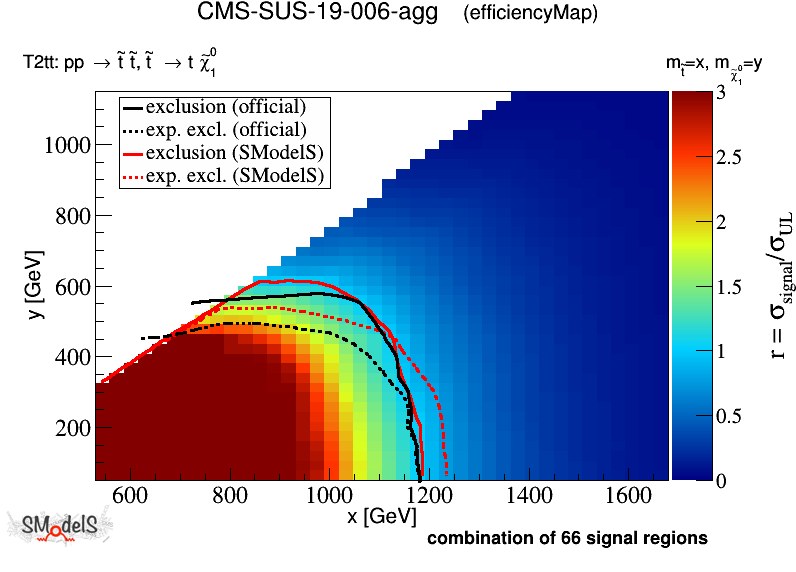 CMS-SUS-19-006-agg (efficiencyMap)
T2tt: pp → t̃ t̃, t̃ → t χ̃₁⁰
m_t̃=x, m_χ̃₁⁰=y
exclusion (official)
exp. excl. (official)
exclusion (SModelS)
exp. excl. (SModelS)
1000
800
600
400
200
y [GeV]
600 800 1000 1200 1400 1600
x [GeV]
3
2.5
2
1.5
1
0.5
0
r = σ_signal/σ_UL
SModelS
combination of 66 signal regions